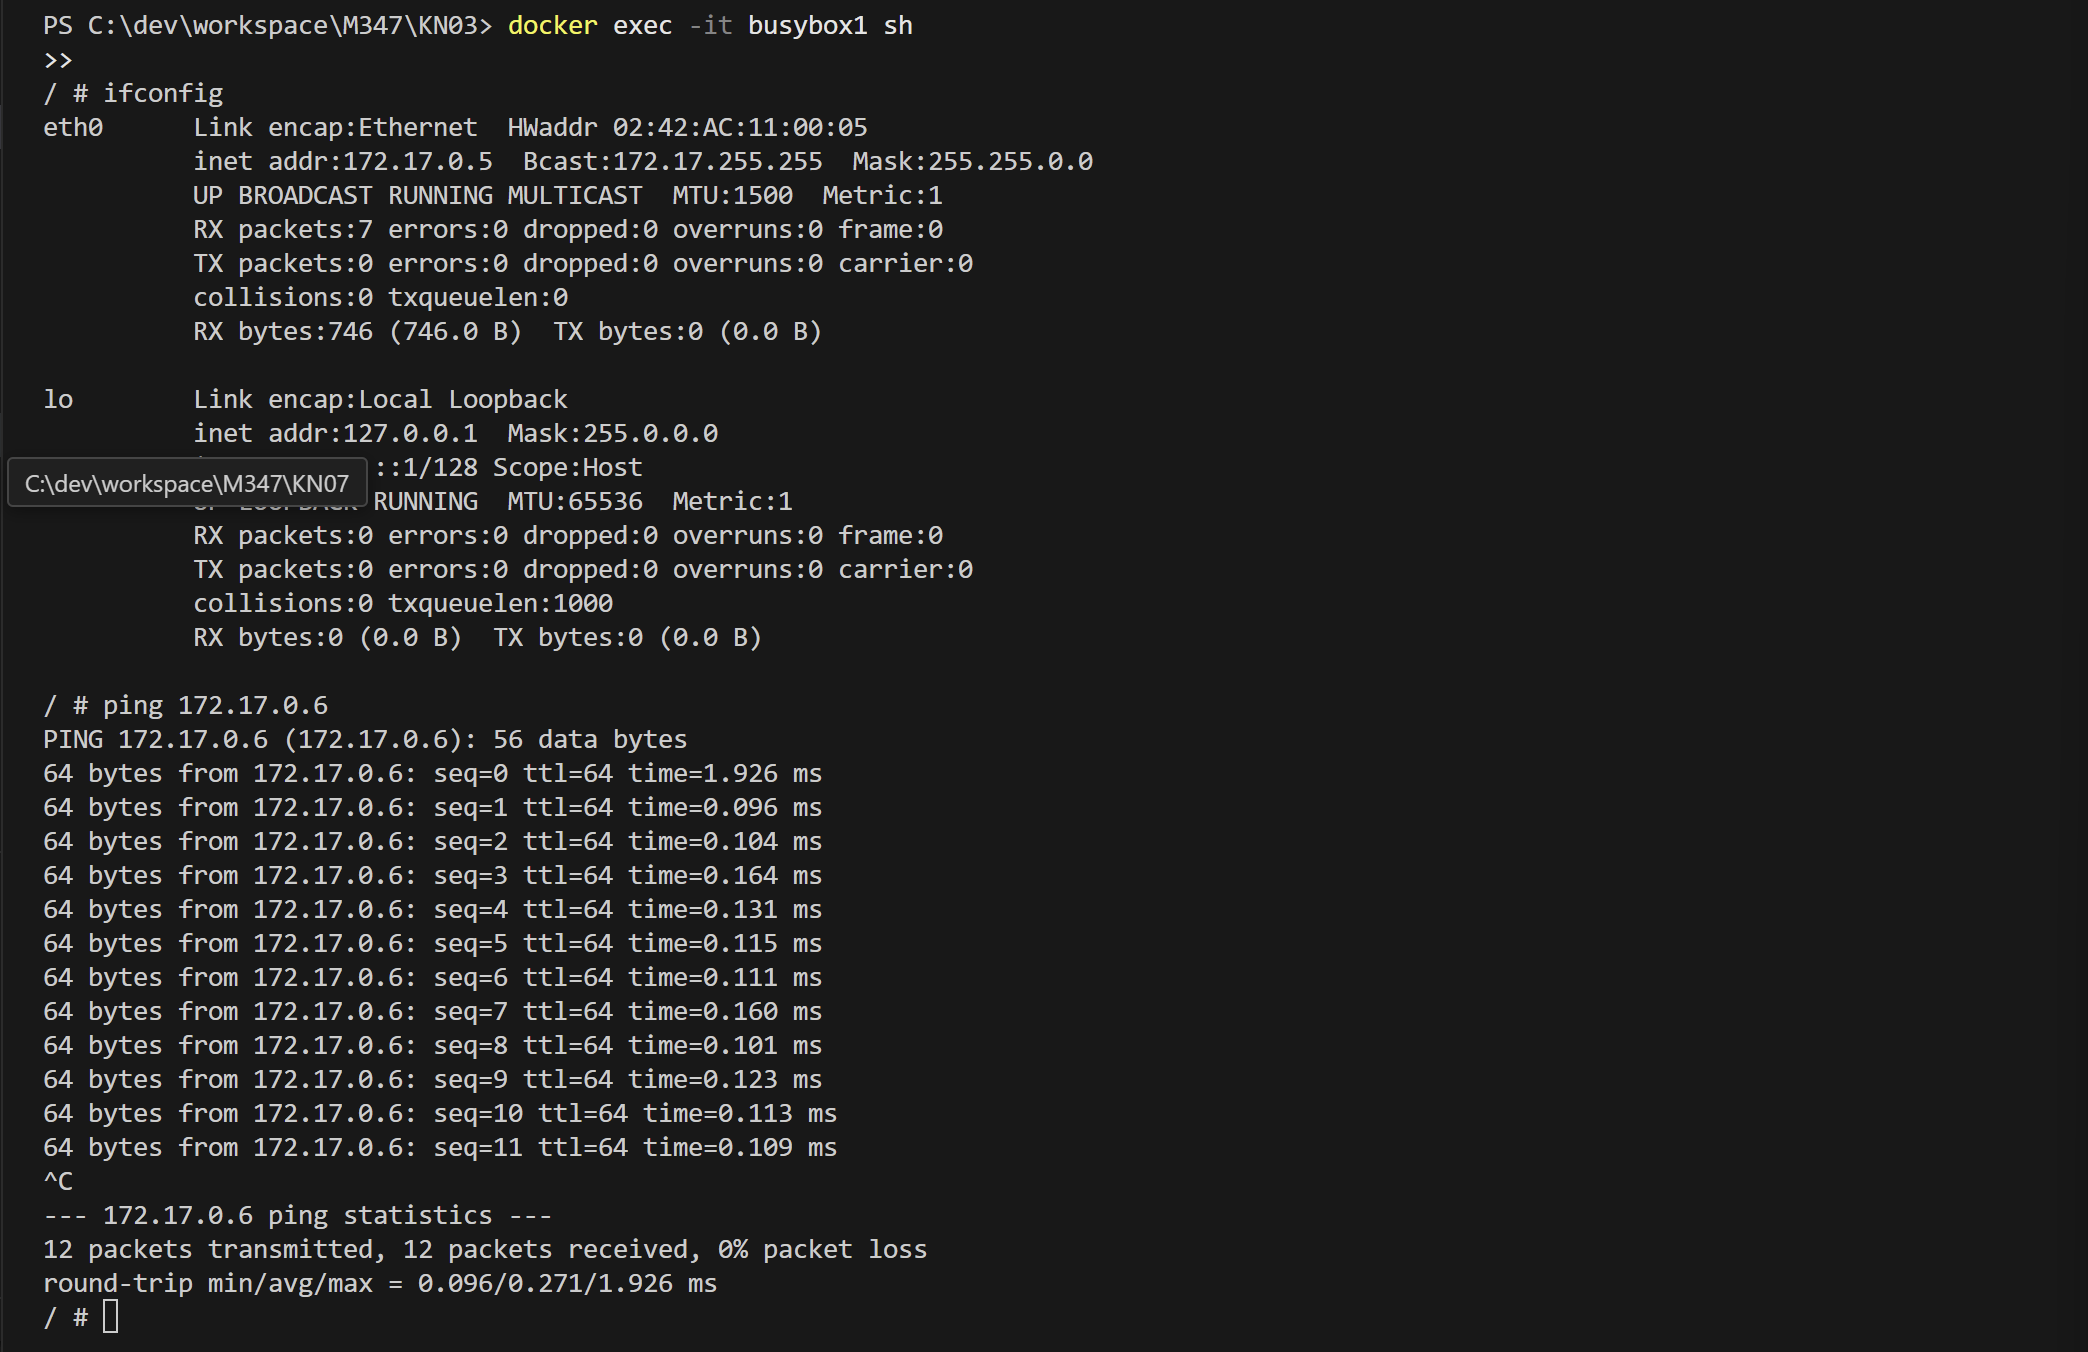 PS C:\dev\workspace\M347\KN03> docker exec -it busybox1 sh
>>
/ # ifconfig
eth0      Link encap:Ethernet  HWaddr 02:42:AC:11:00:05
          inet addr:172.17.0.5  Bcast:172.17.255.255  Mask:255.255.0.0
          UP BROADCAST RUNNING MULTICAST  MTU:1500  Metric:1
          RX packets:7 errors:0 dropped:0 overruns:0 frame:0
          TX packets:0 errors:0 dropped:0 overruns:0 carrier:0
          collisions:0 txqueuelen:0
          RX bytes:746 (746.0 B)  TX bytes:0 (0.0 B)

lo        Link encap:Local Loopback
          inet addr:127.0.0.1  Mask:255.0.0.0
::1/128 Scope:Host
C:\dev\workspace\M347\KN07
RUNNING  MTU:65536  Metric:1
          RX packets:0 errors:0 dropped:0 overruns:0 frame:0
          TX packets:0 errors:0 dropped:0 overruns:0 carrier:0
          collisions:0 txqueuelen:1000
          RX bytes:0 (0.0 B)  TX bytes:0 (0.0 B)

/ # ping 172.17.0.6
PING 172.17.0.6 (172.17.0.6): 56 data bytes
64 bytes from 172.17.0.6: seq=0 ttl=64 time=1.926 ms
64 bytes from 172.17.0.6: seq=1 ttl=64 time=0.096 ms
64 bytes from 172.17.0.6: seq=2 ttl=64 time=0.104 ms
64 bytes from 172.17.0.6: seq=3 ttl=64 time=0.164 ms
64 bytes from 172.17.0.6: seq=4 ttl=64 time=0.131 ms
64 bytes from 172.17.0.6: seq=5 ttl=64 time=0.115 ms
64 bytes from 172.17.0.6: seq=6 ttl=64 time=0.111 ms
64 bytes from 172.17.0.6: seq=7 ttl=64 time=0.160 ms
64 bytes from 172.17.0.6: seq=8 ttl=64 time=0.101 ms
64 bytes from 172.17.0.6: seq=9 ttl=64 time=0.123 ms
64 bytes from 172.17.0.6: seq=10 ttl=64 time=0.113 ms
64 bytes from 172.17.0.6: seq=11 ttl=64 time=0.109 ms
^C
--- 172.17.0.6 ping statistics ---
12 packets transmitted, 12 packets received, 0% packet loss
round-trip min/avg/max = 0.096/0.271/1.926 ms
/ #